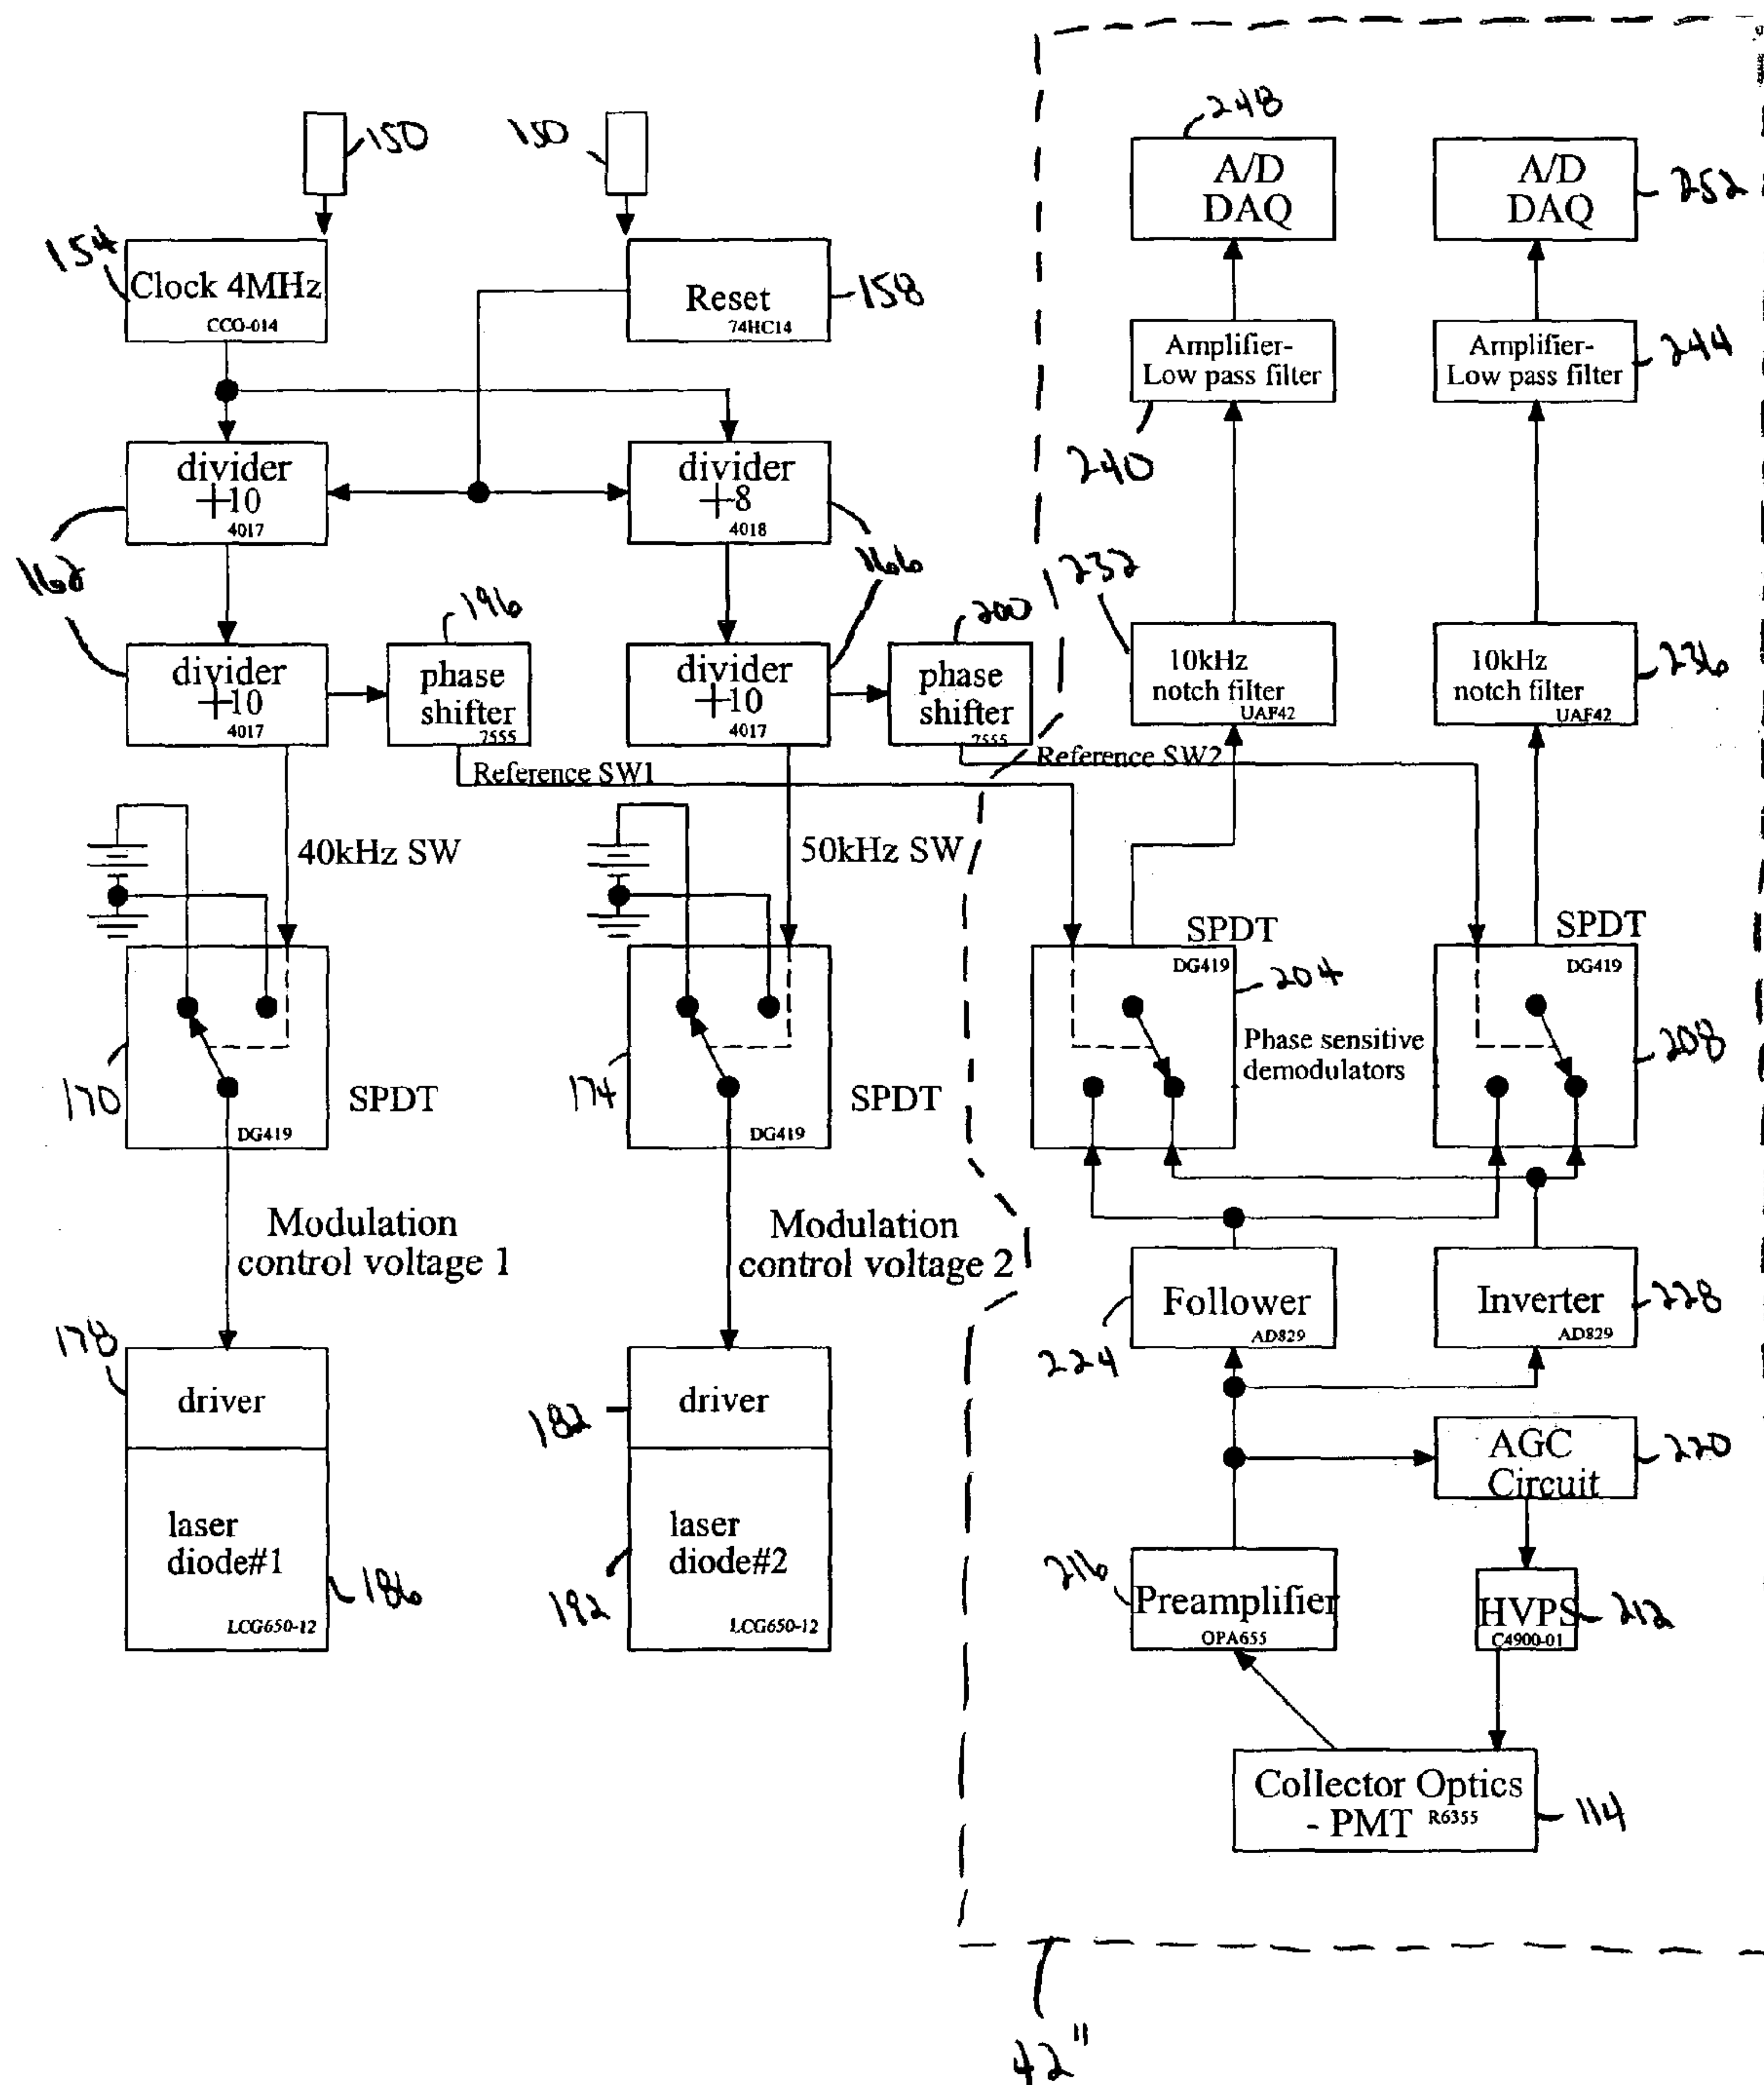 248
150
150
A/D
DAQ
A/D
DAQ
252
154
Clock 4MHz
CCO-014
Reset
74HC14
158
Amplifier-
Low pass filter
Amplifier-
Low pass filter
244
240
divider
+10
4017
divider
+8
4018
162
166
196
200
232
divider
+10
4017
phase
shifter
7555
divider
+10
4017
phase
shifter
7555
10kHz
notch filter
UAF42
10kHz
notch filter
UAF42
236
Reference SW1
Reference SW2
40kHz SW
50kHz SW
SPDT
SPDT
DG419
DG419
204
Phase sensitive
demodulators
208
170
SPDT
DG419
174
SPDT
DG419
Modulation
control voltage 1
Modulation
control voltage 2
Follower
AD829
Inverter
AD829
228
224
178
driver
182
driver
AGC
Circuit
220
laser
diode#1
LCG650-12
186
laser
diode#2
LCG650-12
192
216
Preamplifier
OPA655
HVPS
C4900-01
212
Collector Optics
- PMT R6355
114
42"